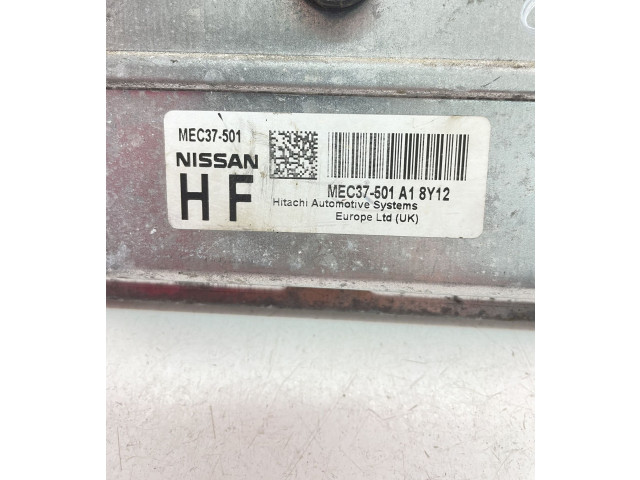 MEC37-501
NISSAN
HF
MEC37-501 A1 8Y12
Hitachi Automotive Systems
Europe Ltd (UK)